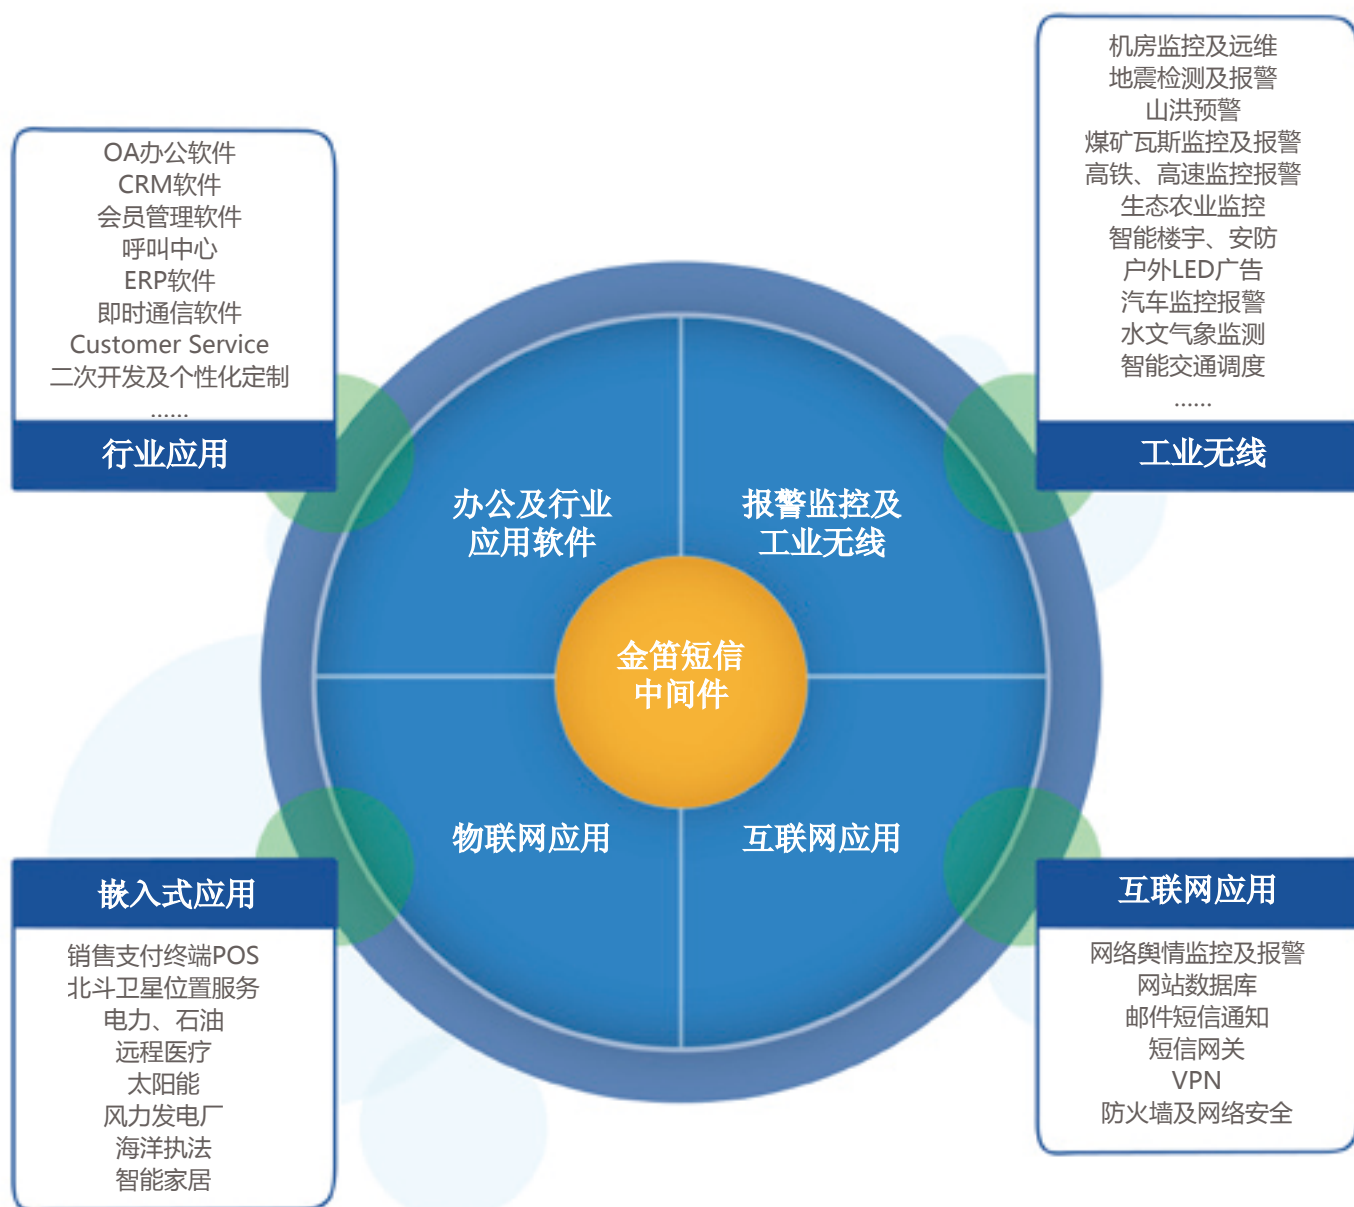 OA办公软件
CRM软件
会员管理软件
呼叫中心
ERP软件
即时通信软件
Customer Service
二次开发及个性化定制
......
行业应用
机房监控及远维
地震检测及报警
山洪预警
煤矿瓦斯监控及报警
高铁、高速监控报警
生态农业监控
智能楼宇、安防
户外LED广告
汽车监控报警
水文气象监测
智能交通调度
......
工业无线
办公及行业
应用软件
报警监控及
工业无线
金笛短信
中间件
物联网应用
互联网应用
嵌入式应用
销售支付终端POS
北斗卫星位置服务
电力、石油
远程医疗
太阳能
风力发电厂
海洋执法
智能家居
互联网应用
网络舆情监控及报警
网站数据库
邮件短信通知
短信网关
VPN
防火墙及网络安全